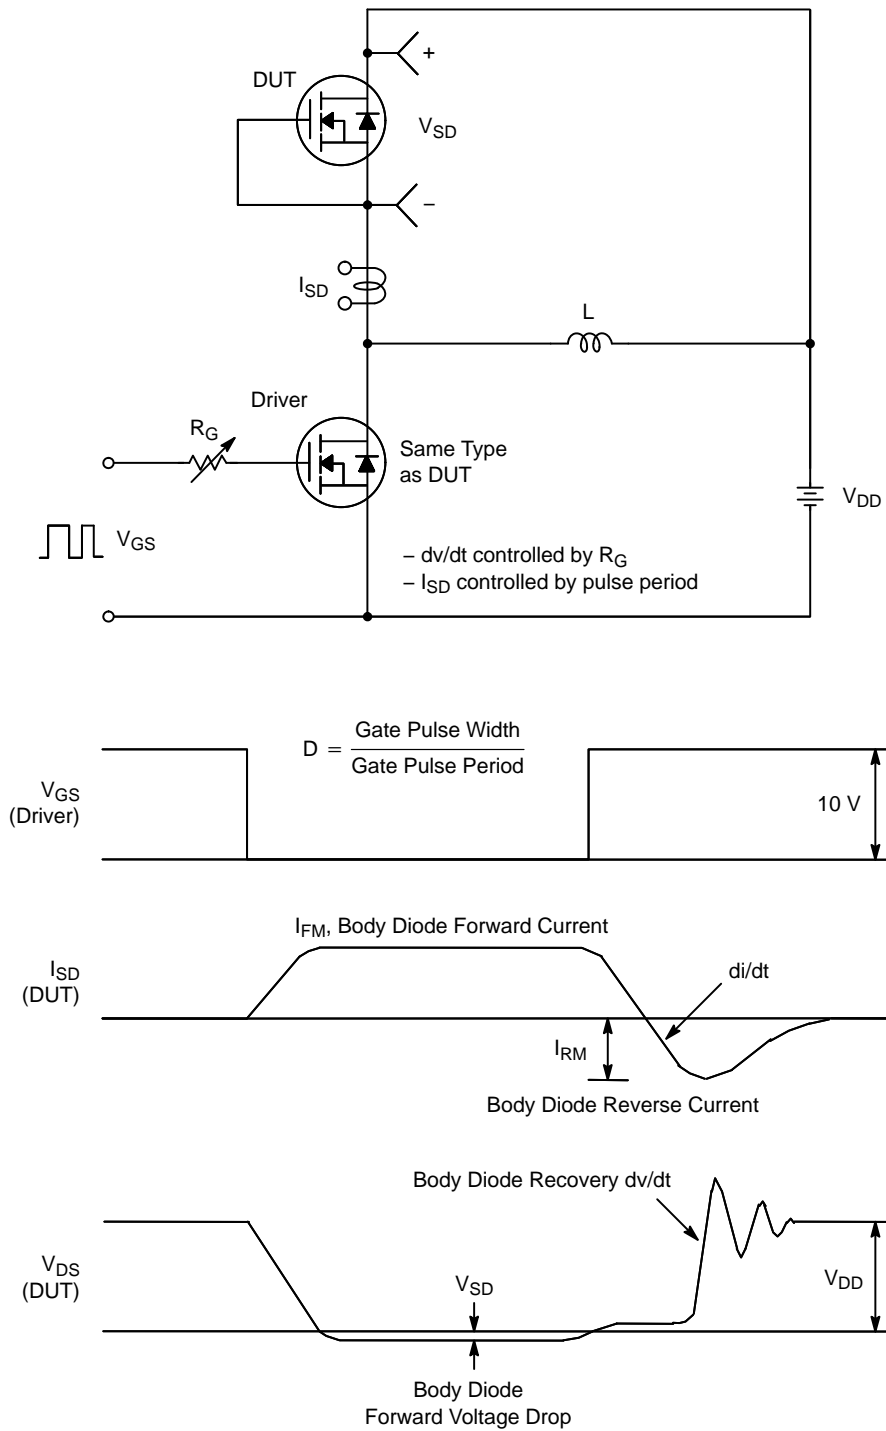 +
DUT
V_SD
−
I_SD
L
Driver
R_G
Same Type
as DUT
V_DD
V_GS
– dv/dt controlled by R_G
– I_SD controlled by pulse period
D = Gate Pulse Width
Gate Pulse Period
V_GS
(Driver)
10 V
I_FM, Body Diode Forward Current
I_SD
(DUT)
di/dt
I_RM
Body Diode Reverse Current
Body Diode Recovery dv/dt
V_DS
(DUT)
V_SD
V_DD
Body Diode
Forward Voltage Drop